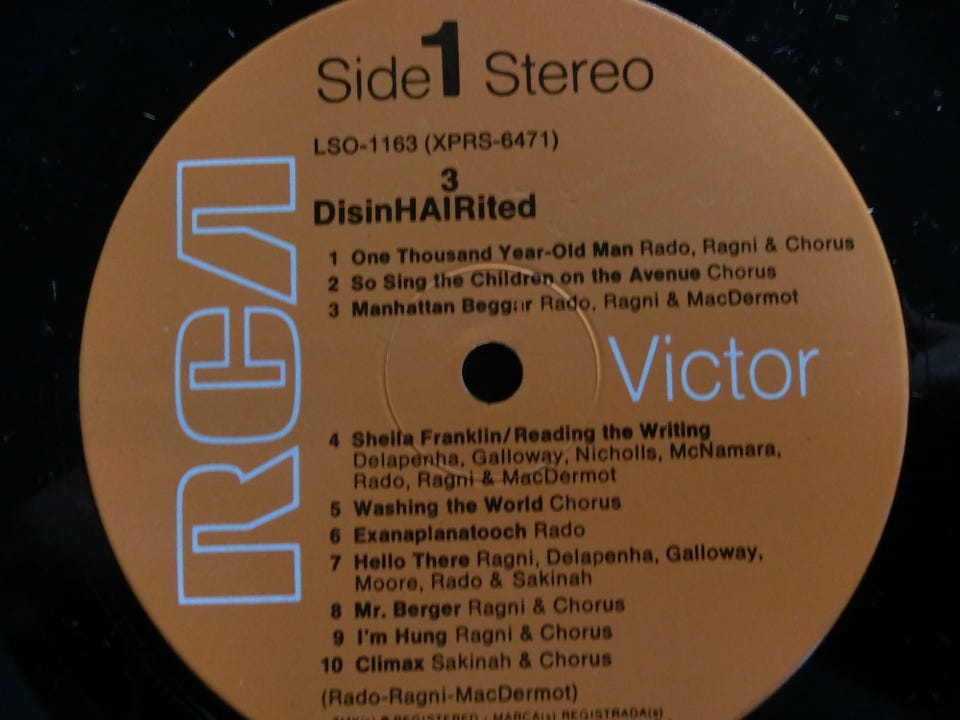 Side 1 Stereo
LSO-1163 (XPRS-6471)
3
DisinHAIRited
1 One Thousand Year-Old Man Rado, Ragni & Chorus
2 So Sing the Children on the Avenue Chorus
3 Manhattan Beggar Rado, Ragni & MacDermot
RCA
Victor
4 Sheila Franklin/Reading the Writing
Delapenha, Galloway, Nicholls, McNamara,
Rado, Ragni & MacDermot
5 Washing the World Chorus
6 Exanaplanatooch Rado
7 Hello There Ragni, Delapenha, Galloway,
Moore, Rado & Sakinah
8 Mr. Berger Ragni & Chorus
9 I'm Hung Ragni & Chorus
10 Climax Sakinah & Chorus
(Rado-Ragni-MacDermot)
REGISTERED • MARCA(s) REGISTRADA(s)